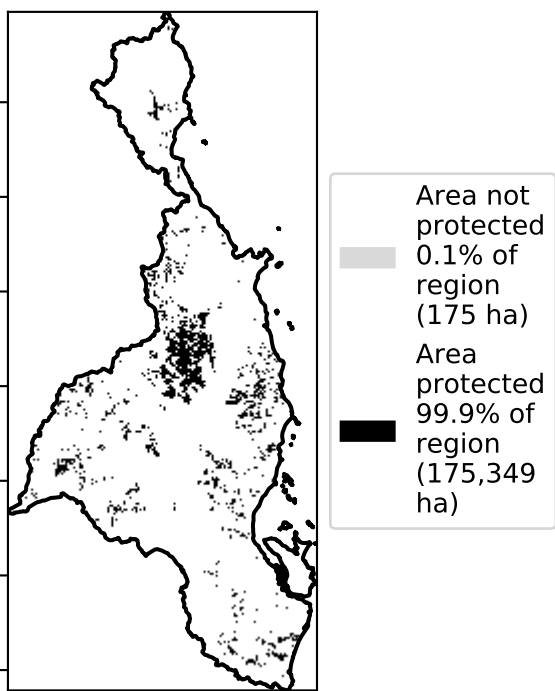 Area not
protected
0.1% of
region
(175 ha)
Area
protected
99.9% of
region
(175,349
ha)